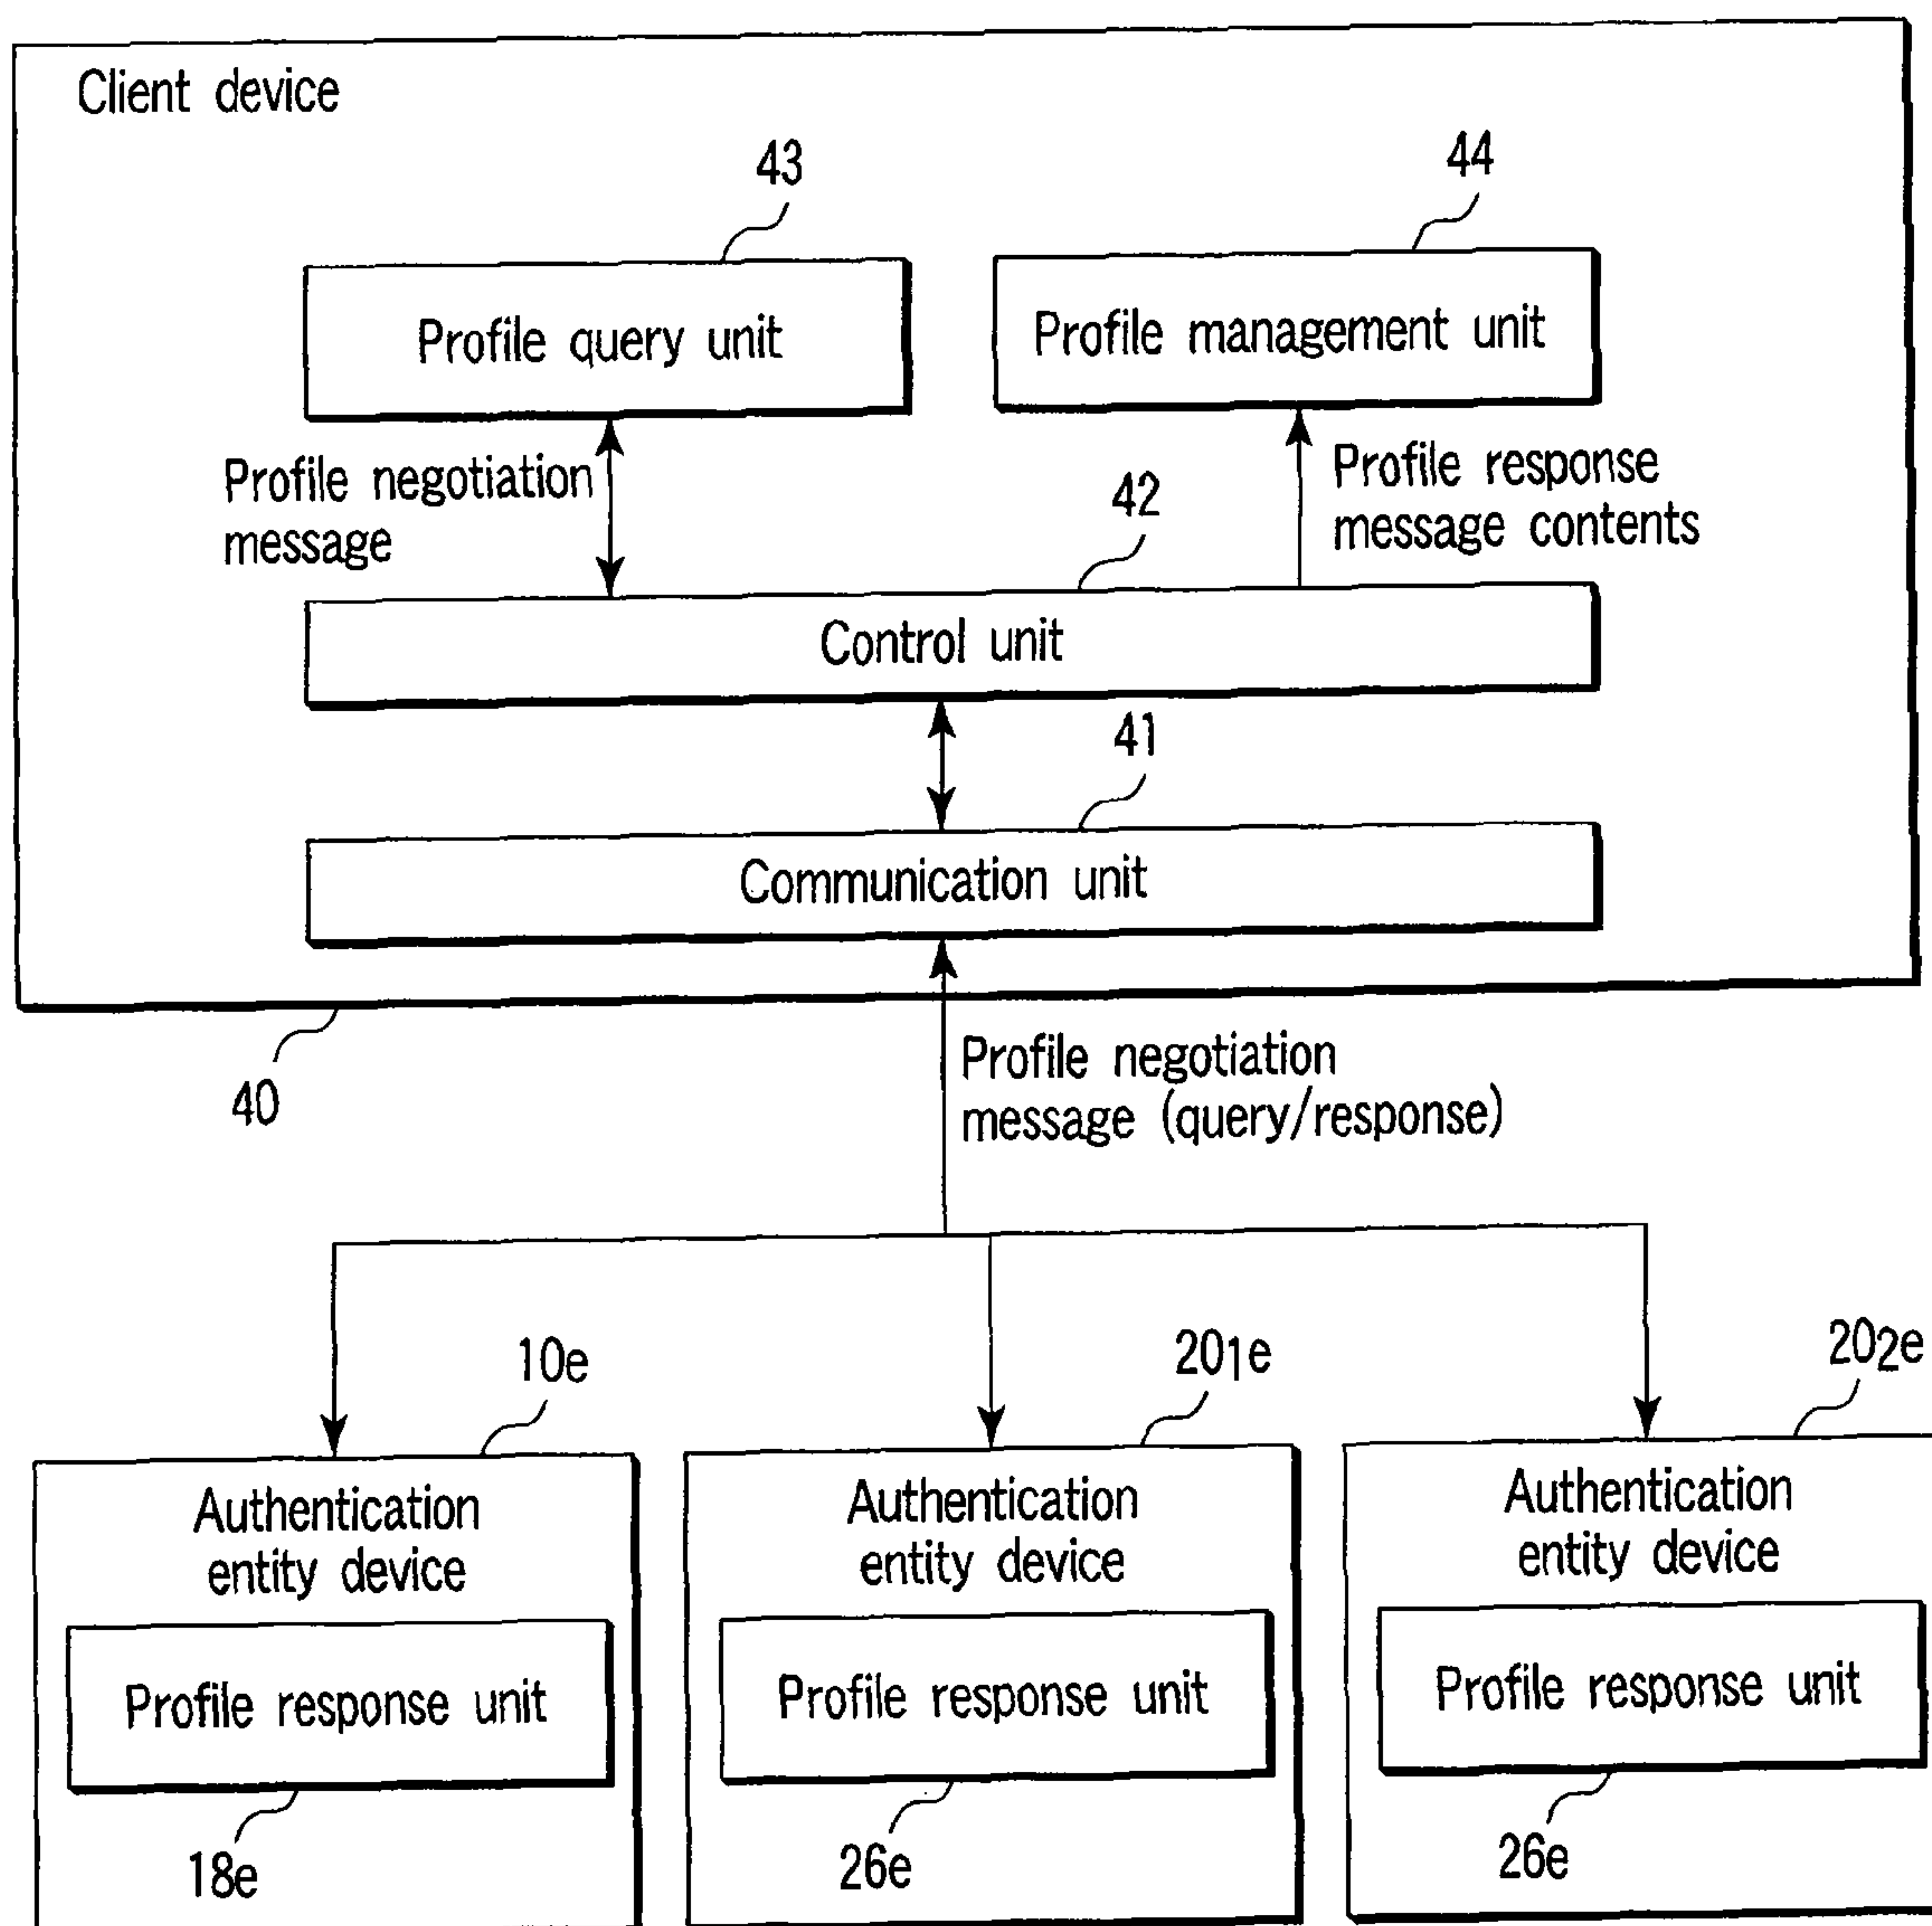 Client device
43
44
Profile query unit
Profile management unit
Profile negotiation
message
Profile response
message contents
42
Control unit
41
Communication unit
40
Profile negotiation
message (query/response)
10e
201e
202e
Authentication
entity device
Authentication
entity device
Authentication
entity device
Profile response unit
Profile response unit
Profile response unit
18e
26e
26e